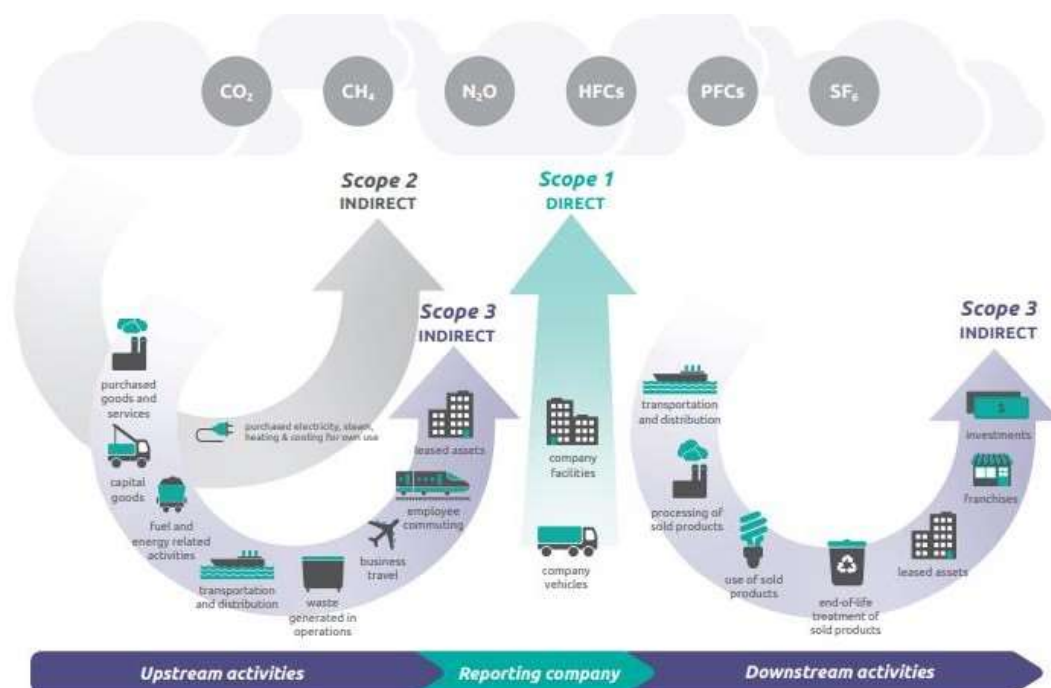 CO₂ CH₄ N₂O HFCs PFCs SF₆
Scope 2
INDIRECT
Scope 1
DIRECT
Scope 3
INDIRECT
Scope 3
INDIRECT
purchased
goods and
services
capital
goods
fuel and
energy related
activities
purchased electricity, steam,
heating & cooling for own use
transportation
and distribution
waste
generated in
operations
business
travel
employee
commuting
leased assets
company
facilities
company
vehicles
transportation
and distribution
processing of
sold products
use of sold
products
end-of-life
treatment of
sold products
leased assets
franchises
investments
$
Upstream activities
Reporting company
Downstream activities